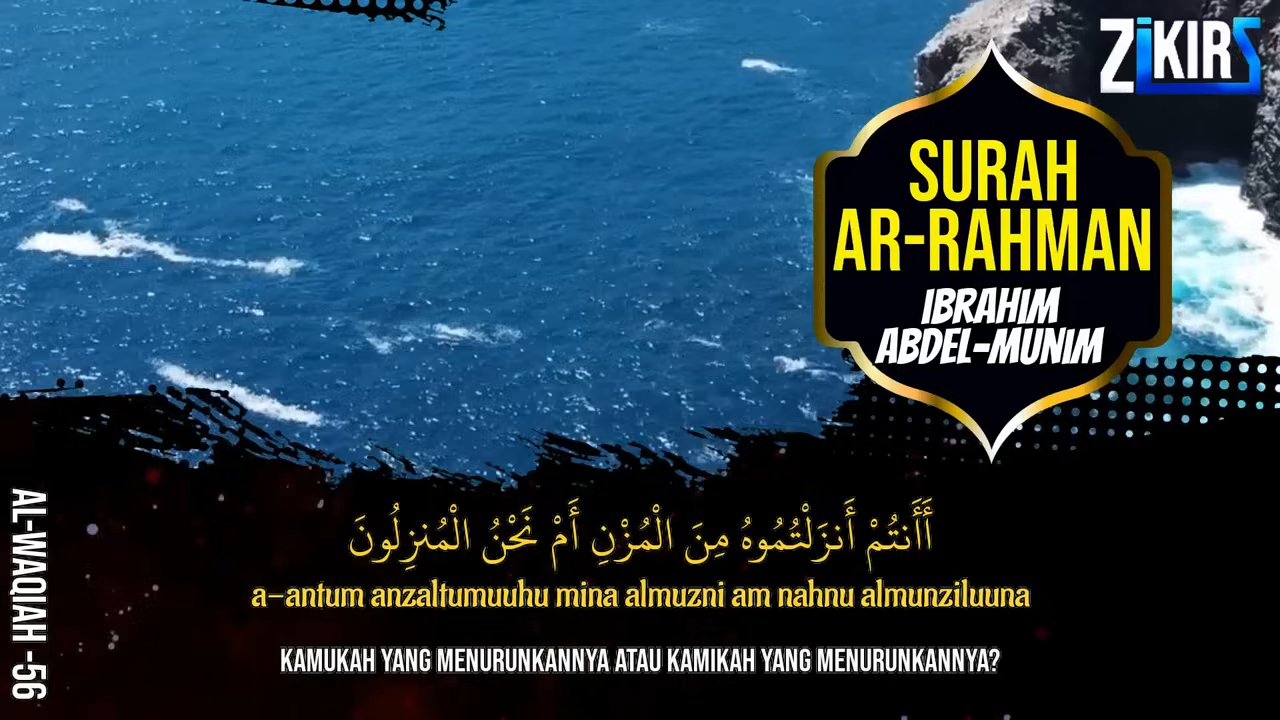 ZIKIRS
SURAH
AR-RAHMAN
IBRAHIM
ABDEL-MUNIM
أَأَنتُمْ أَنزَلْتُمُوهُ مِنَ الْمُزْنِ أَمْ نَحْنُ الْمُنزِلُونَ
a-antum anzaltumuuhu mina almuzni am nahnu almunziluuna
KAMUKAH YANG MENURUNKANNYA ATAU KAMIKAH YANG MENURUNKANNYA?
AL-WAQIAH -56